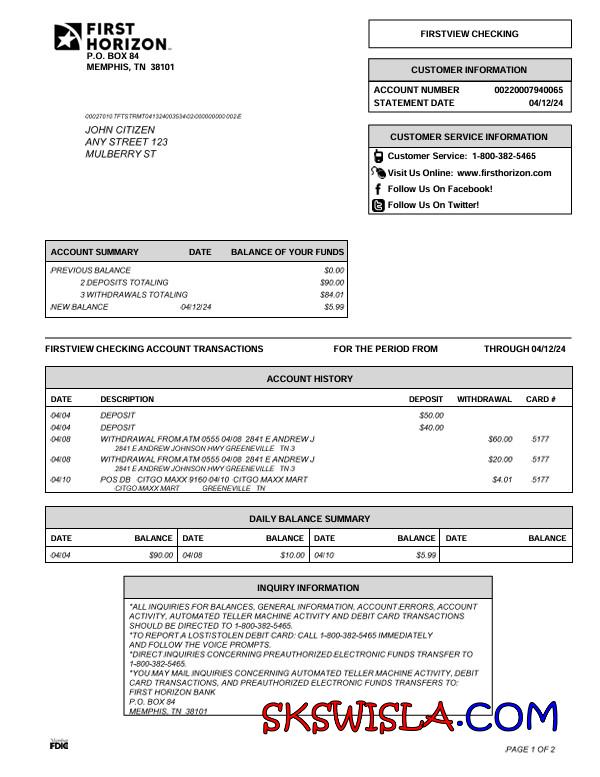 FIRST
HORIZON™
P.O. BOX 84
MEMPHIS, TN 38101
FIRSTVIEW CHECKING
CUSTOMER INFORMATION
ACCOUNT NUMBER 00220007940065
STATEMENT DATE 04/12/24
JOHN CITIZEN
ANY STREET 123
MULBERRY ST
CUSTOMER SERVICE INFORMATION
Customer Service: 1-800-382-5465
Visit Us Online: www.firsthorizon.com
Follow Us On Facebook!
Follow Us On Twitter!
ACCOUNT SUMMARY DATE BALANCE OF YOUR FUNDS
PREVIOUS BALANCE $0.00
2 DEPOSITS TOTALING $90.00
3 WITHDRAWALS TOTALING $84.01
NEW BALANCE 04/12/24 $5.99
FIRSTVIEW CHECKING ACCOUNT TRANSACTIONS FOR THE PERIOD FROM THROUGH 04/12/24
ACCOUNT HISTORY
DATE DESCRIPTION DEPOSIT WITHDRAWAL CARD #
04/04 DEPOSIT $50.00
04/04 DEPOSIT $40.00
04/08 WITHDRAWAL FROM ATM 0555 04/08 2841 E ANDREW J $60.00 5177
2841 E ANDREW JOHNSON HWY GREENEVILLE TN 3
04/08 WITHDRAWAL FROM ATM 0555 04/08 2841 E ANDREW J $20.00 5177
2841 E ANDREW JOHNSON HWY GREENEVILLE TN 3
04/10 POS DB CITGO MAXX 9160 04/10 CITGO MAXX MART $4.01 5177
CITGO MAXX MART GREENEVILLE TN
DAILY BALANCE SUMMARY
DATE BALANCE DATE BALANCE DATE BALANCE DATE BALANCE
04/04 $90.00 04/08 $10.00 04/10 $5.99
INQUIRY INFORMATION
*ALL INQUIRIES FOR BALANCES, GENERAL INFORMATION, ACCOUNT ERRORS, ACCOUNT
ACTIVITY, AUTOMATED TELLER MACHINE ACTIVITY AND DEBIT CARD TRANSACTIONS
SHOULD BE DIRECTED TO 1-800-382-5465.
*TO REPORT A LOST/STOLEN DEBIT CARD: CALL 1-800-382-5465 IMMEDIATELY
AND FOLLOW THE VOICE PROMPTS.
*DIRECT INQUIRIES CONCERNING PREAUTHORIZED ELECTRONIC FUNDS TRANSFER TO
1-800-382-5465.
*YOU MAY MAIL INQUIRIES CONCERNING AUTOMATED TELLER MACHINE ACTIVITY, DEBIT
CARD TRANSACTIONS, AND PREAUTHORIZED ELECTRONIC FUNDS TRANSFERS TO:
FIRST HORIZON BANK
P.O. BOX 84
MEMPHIS, TN 38101
SKSWISLA.COM
Member
FDIC
PAGE 1 OF 2